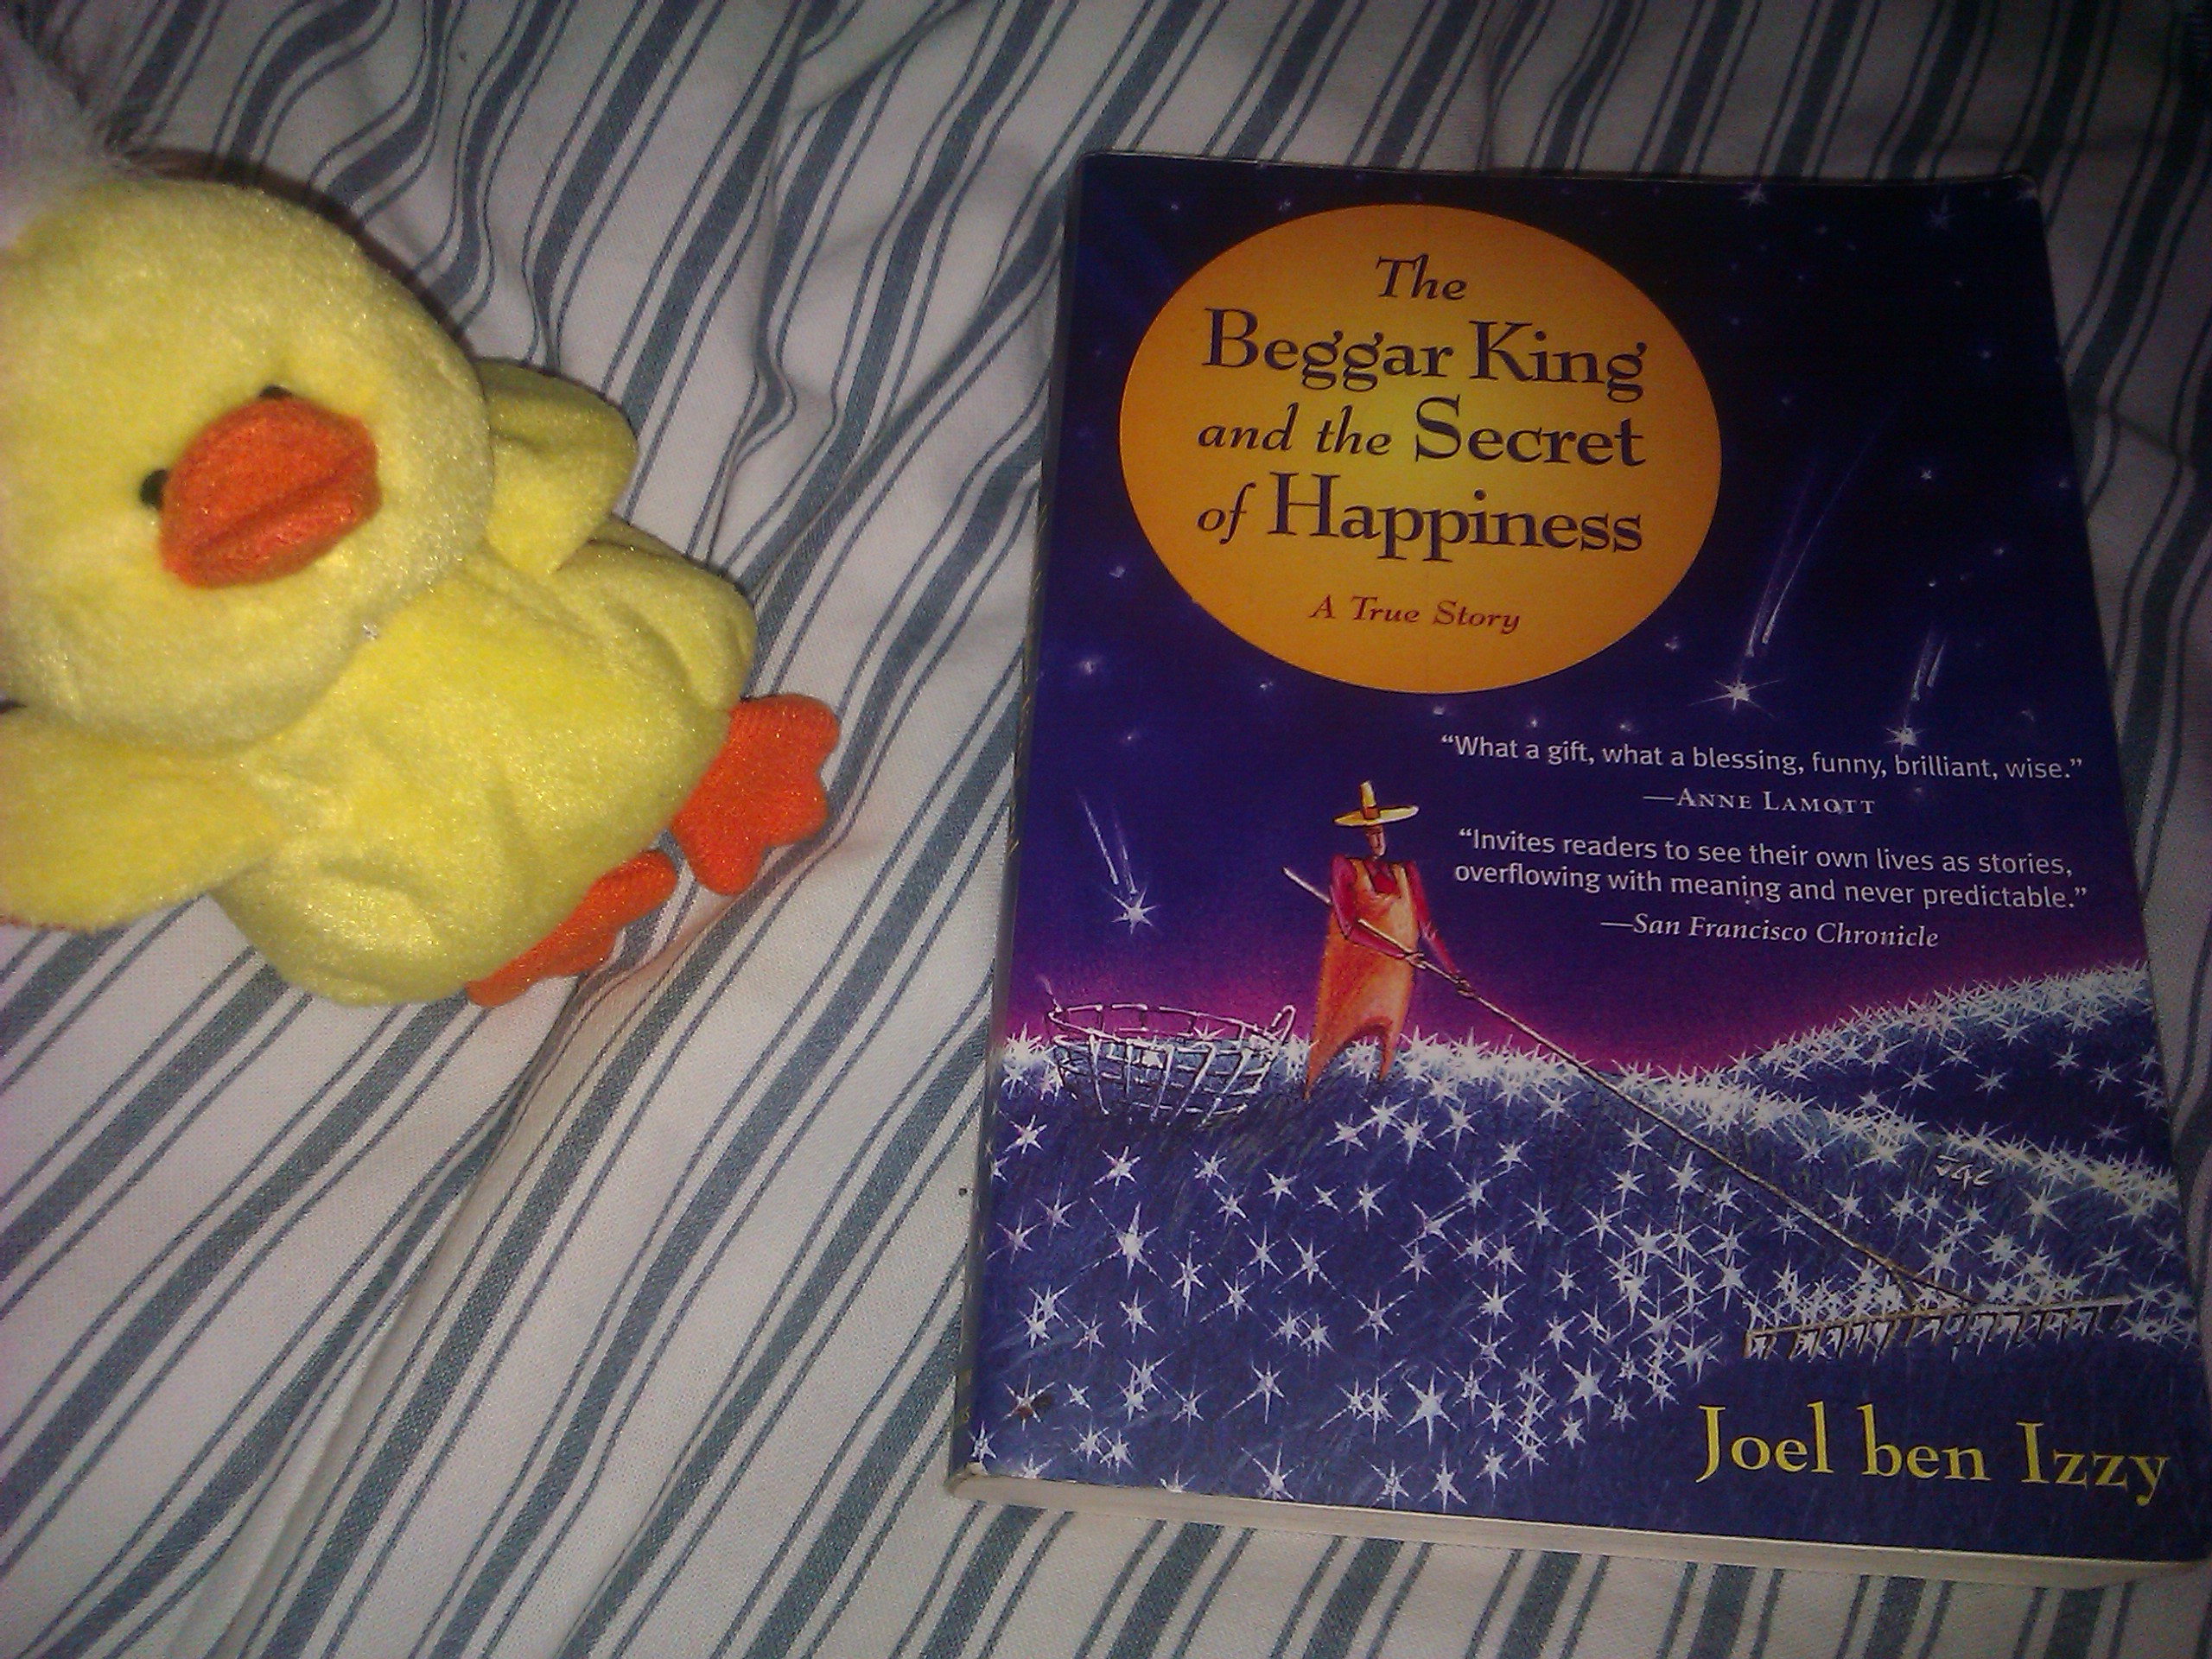 The
Beggar King
and the Secret
of Happiness
A True Story
“What a gift, what a blessing, funny, brilliant, wise.”
—ANNE LAMOTT
“Invites readers to see their own lives as stories,
overflowing with meaning and never predictable.”
—San Francisco Chronicle
Joel ben Izzy